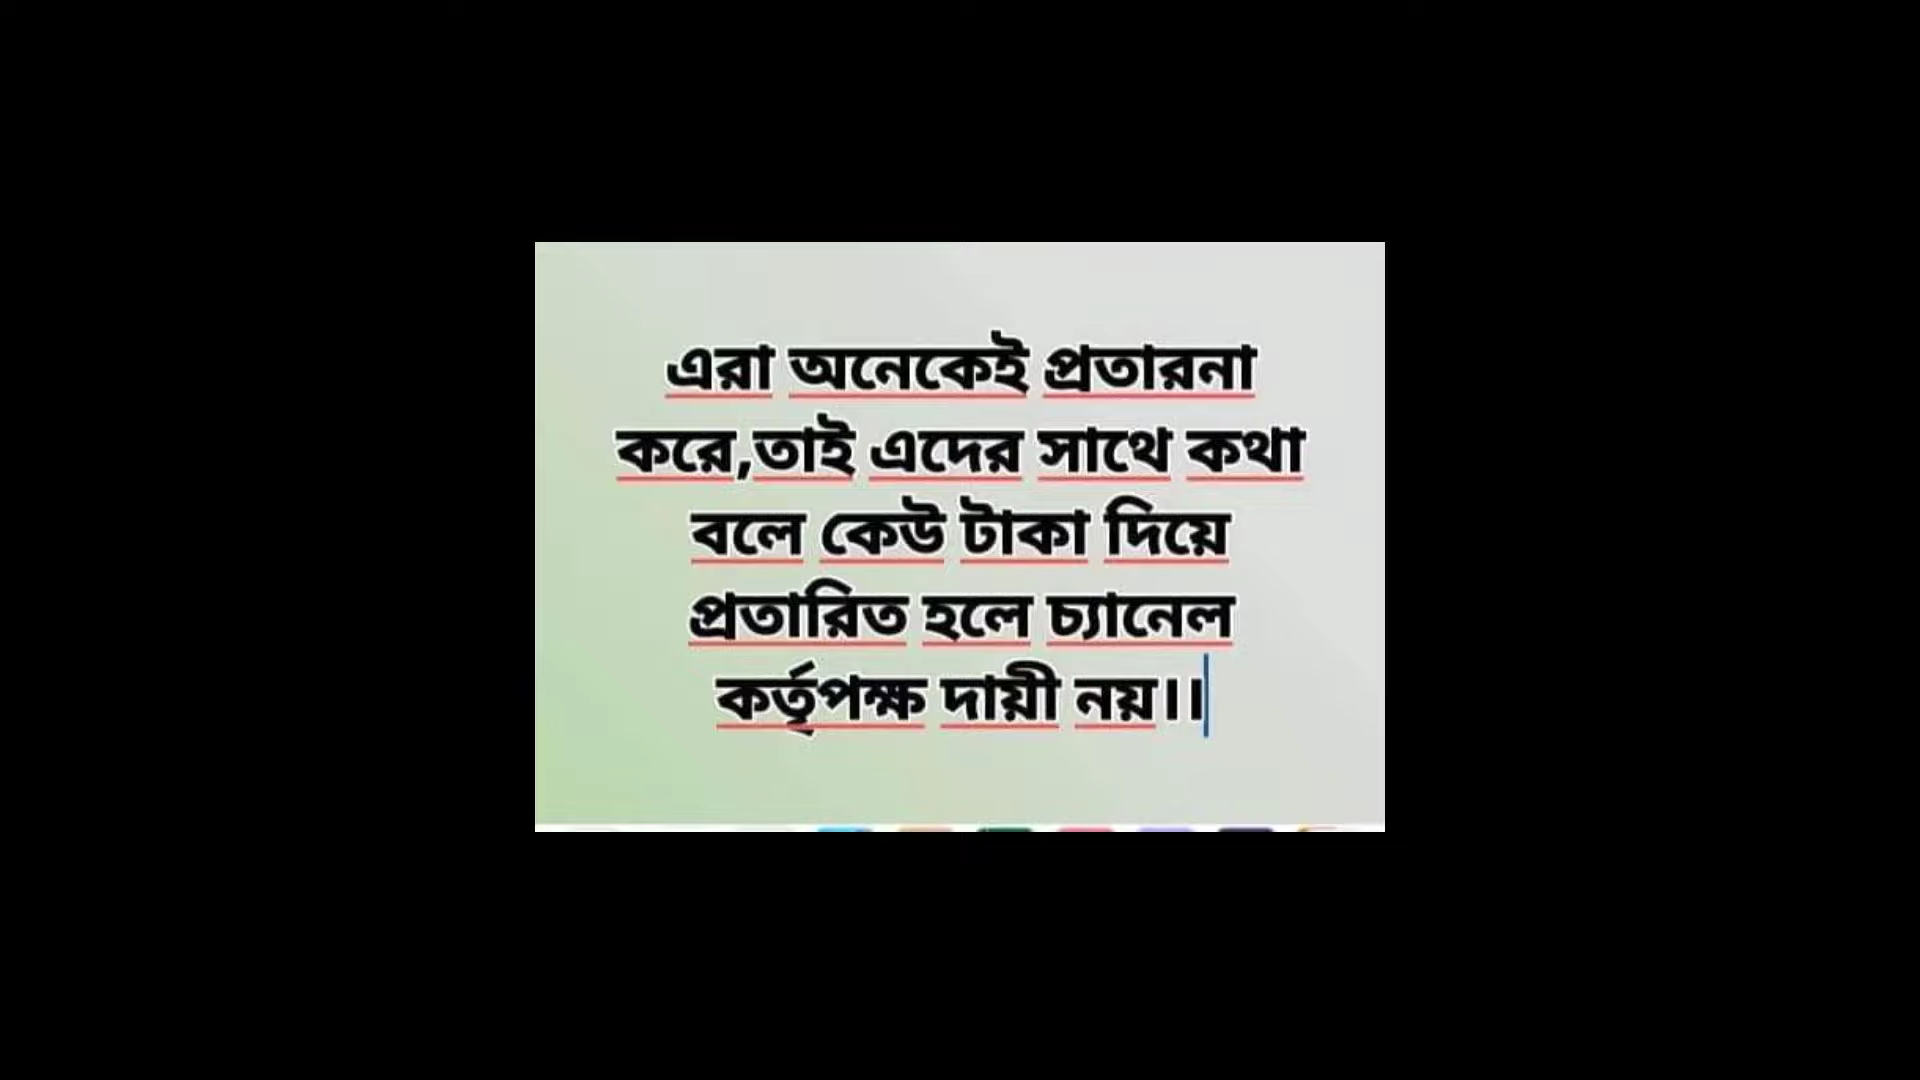 এরা অনেকেই প্রতারনা
করে,তাই এদের সাথে কথা
বলে কেউ টাকা দিয়ে
প্রতারিত হলে চ্যানেল
কর্তৃপক্ষ দায়ী নয়।।